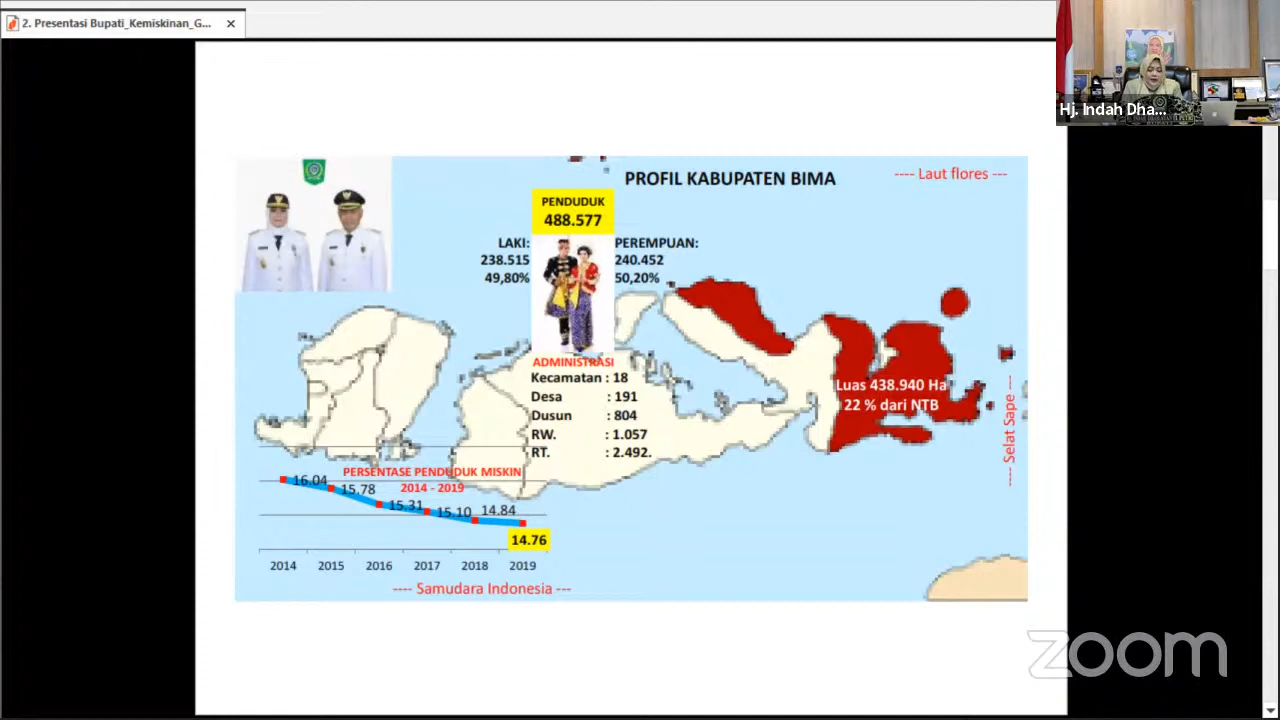 2. Presentasi Bupati_Kemiskinan_G...
Hj. Indah Dha...
PROFIL KABUPATEN BIMA
---- Laut flores ---
PENDUDUK
488.577
LAKI:
238.515
49,80%
PEREMPUAN:
240.452
50,20%
ADMINISTRASI
Kecamatan : 18
Desa : 191
Dusun : 804
RW. : 1.057
RT. : 2.492.
Luas 438.940 Ha
22 % dari NTB
---- Selat Sape ---
PERSENTASE PENDUDUK MISKIN
2014 - 2019
16.04
15.78
15.31
15.10
14.84
14.76
2014 2015 2016 2017 2018 2019
---- Samudara Indonesia ---
zoom